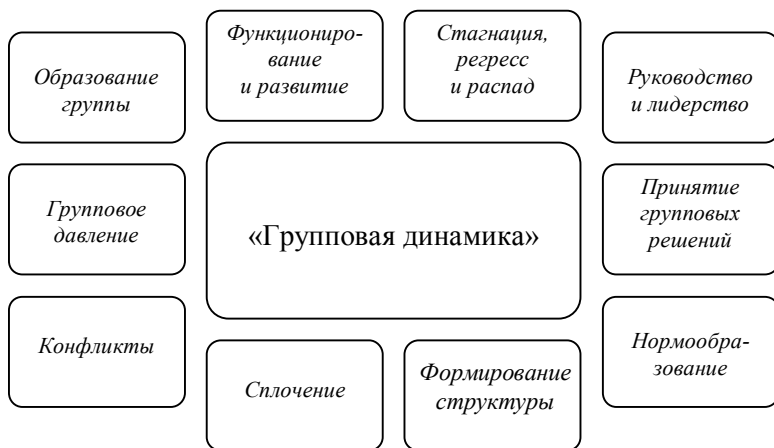 Образование
группы
Функциониро-
вание
и развитие
Стагнация,
регресс
и распад
Руководство
и лидерство
Групповое
давление
«Групповая динамика»
Принятие
групповых
решений
Конфликты
Сплочение
Формирование
структуры
Нормообра-
зование